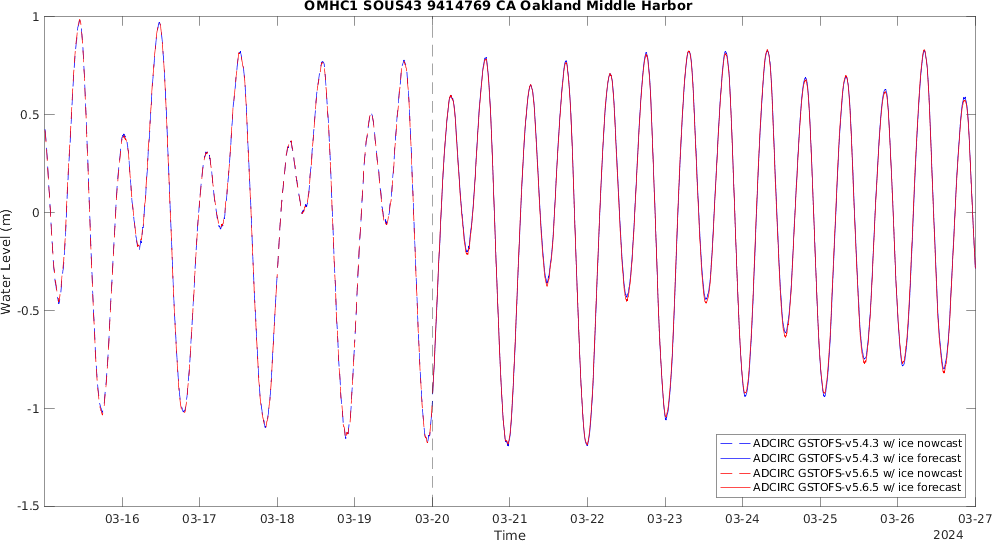 OMHC1 SOUS43 9414769 CA Oakland Middle Harbor
1
0.5
0
-0.5
-1
-1.5
Water Level (m)
03-16 03-17 03-18 03-19 03-20 03-21 03-22 03-23 03-24 03-25 03-26 03-27
Time
2024
ADCIRC GSTOFS-v5.4.3 w/ ice nowcast
ADCIRC GSTOFS-v5.4.3 w/ ice forecast
ADCIRC GSTOFS-v5.6.5 w/ ice nowcast
ADCIRC GSTOFS-v5.6.5 w/ ice forecast